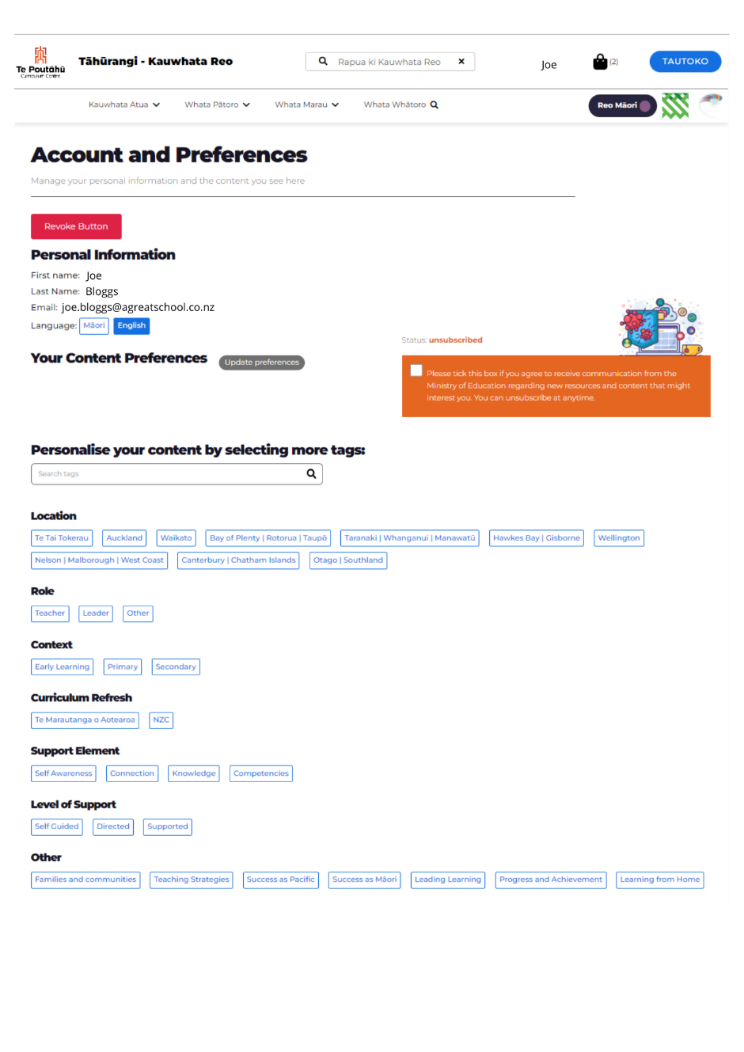 Te Poutāhū
Curriculum Centre
Tāhūrangi - Kauwhata Reo
Rapua ki Kauwhata Reo ×
Joe
(2)
TAUTOKO
Kauwhata Atua Whata Pātoro Whata Marau Whata Whātoro
Reo Māori
Account and Preferences
Manage your personal information and the content you see here
Revoke Button
Personal Information
First name: Joe
Last Name: Bloggs
Email: joe.bloggs@agreatschool.co.nz
Language: Māori English
Status: unsubscribed
Your Content Preferences Update preferences
Please tick this box if you agree to receive communication from the
Ministry of Education regarding new resources and content that might
interest you. You can unsubscribe at anytime.
Personalise your content by selecting more tags:
Search tags
Location
Te Tai Tokerau Auckland Waikato Bay of Plenty | Rotorua | Taupō Taranaki | Whanganui | Manawatū Hawkes Bay | Gisborne Wellington
Nelson | Malborough | West Coast Canterbury | Chatham Islands Otago | Southland
Role
Teacher Leader Other
Context
Early Learning Primary Secondary
Curriculum Refresh
Te Marautanga o Aotearoa NZC
Support Element
Self Awareness Connection Knowledge Competencies
Level of Support
Self Guided Directed Supported
Other
Families and communities Teaching Strategies Success as Pacific Success as Māori Leading Learning Progress and Achievement Learning from Home